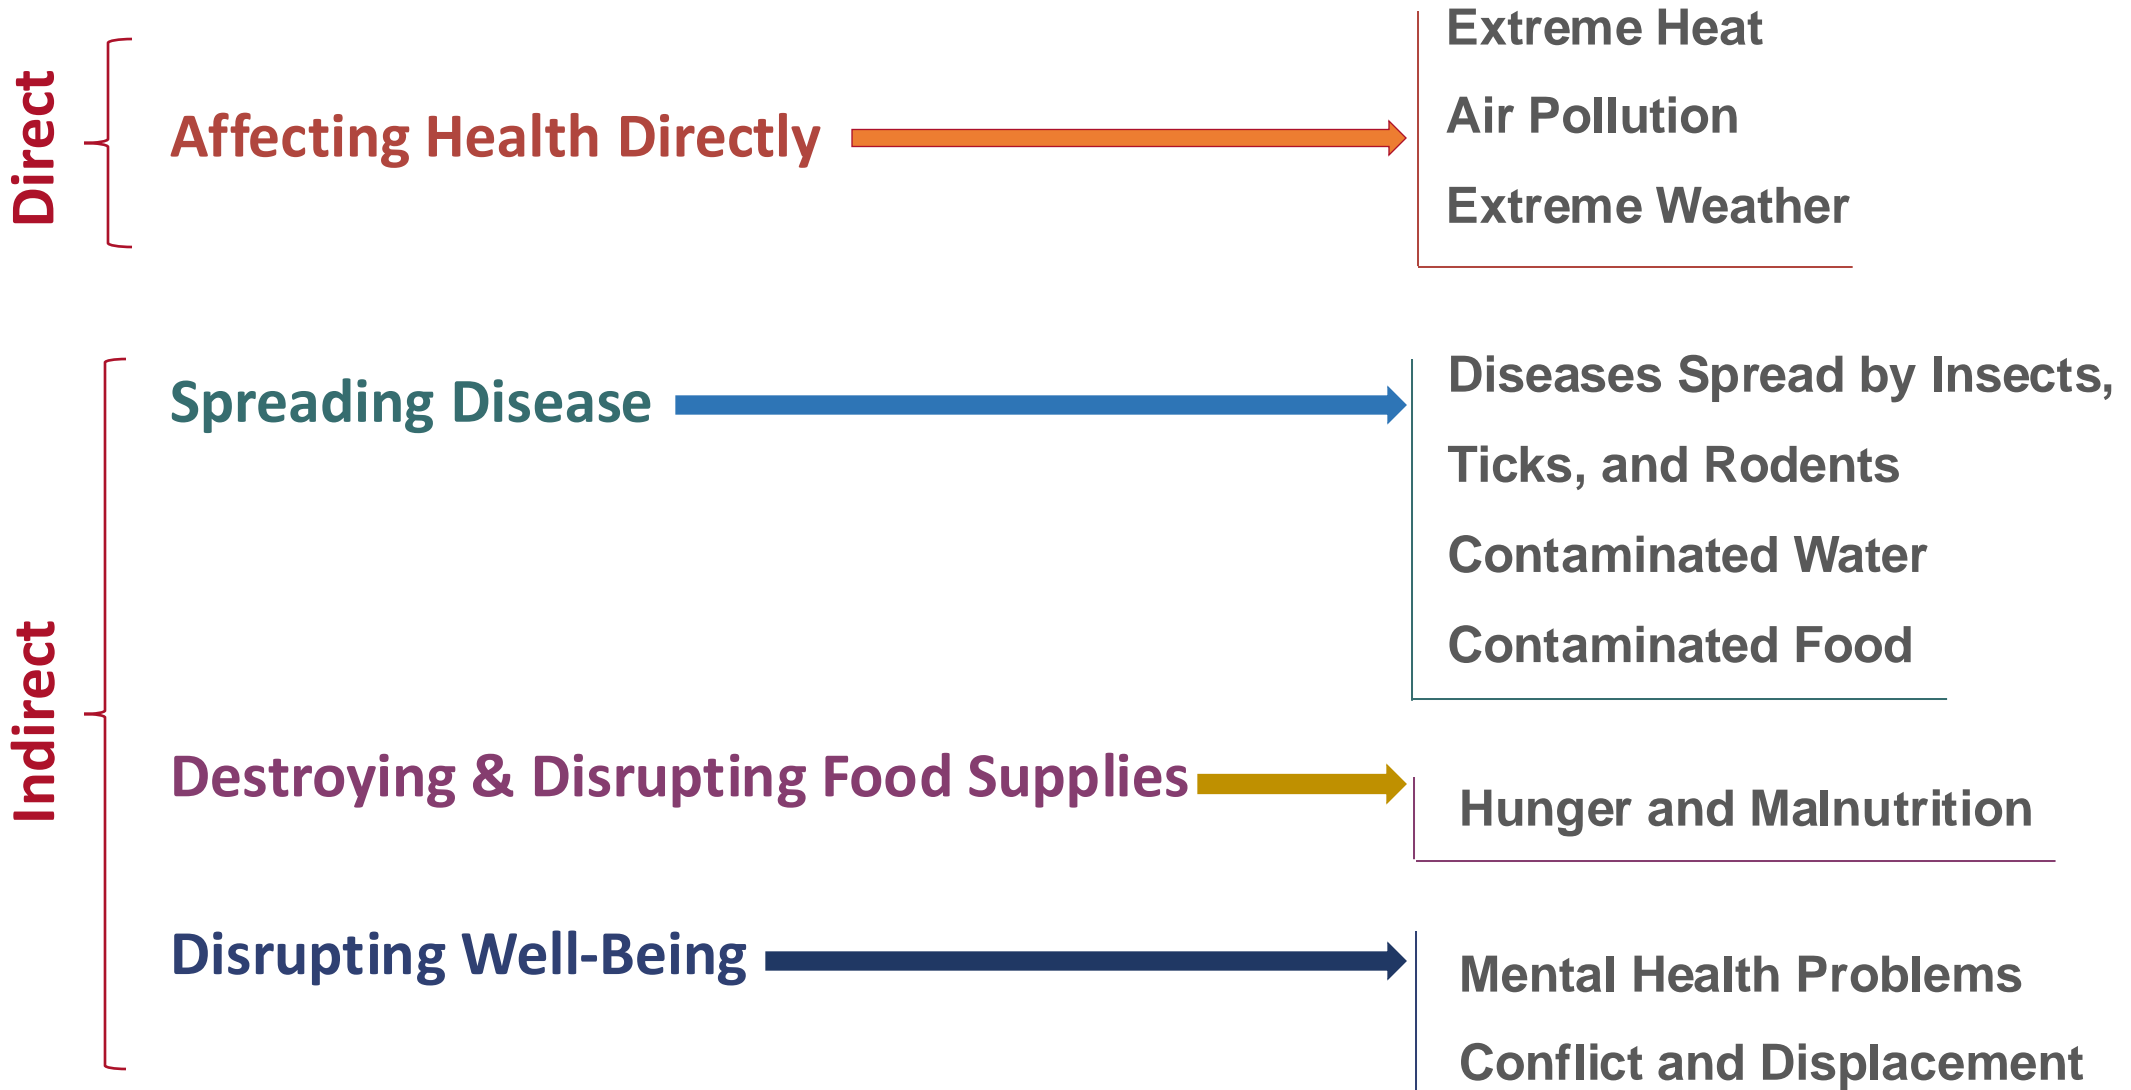 Direct
Affecting Health Directly
Extreme Heat
Air Pollution
Extreme Weather
Indirect
Spreading Disease
Diseases Spread by Insects,
Ticks, and Rodents
Contaminated Water
Contaminated Food
Destroying & Disrupting Food Supplies
Hunger and Malnutrition
Disrupting Well-Being
Mental Health Problems
Conflict and Displacement